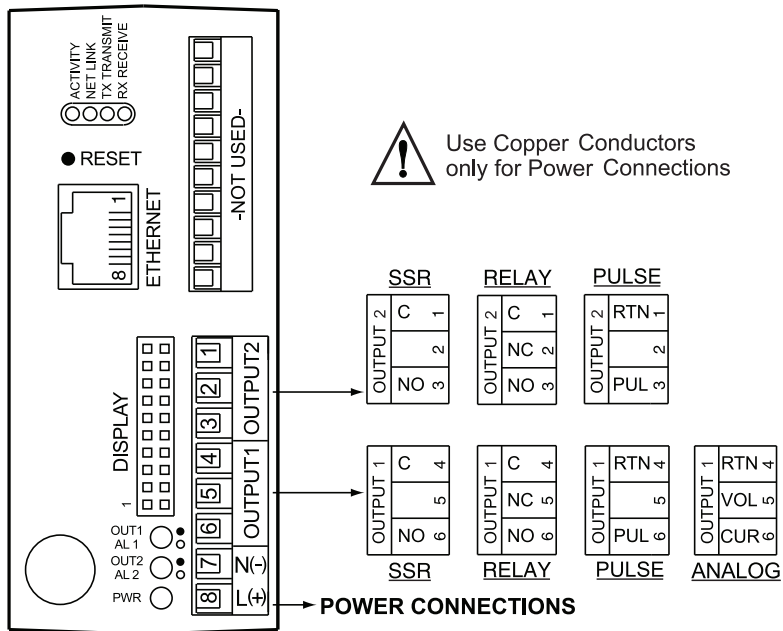 ACTIVITY
NET LINK
TX TRANSMIT
RX RECEIVE
RESET
1
8
ETHERNET
-NOT USED-
Use Copper Conductors
only for Power Connections
DISPLAY
1
1
2
3
OUTPUT2
4
5
6
OUTPUT1
7
N(-)
8
L(+)
OUT1
AL 1
OUT2
AL 2
PWR
SSR
OUTPUT 2
C 1
2
NO 3
RELAY
OUTPUT 2
C 1
NC 2
NO 3
PULSE
OUTPUT 2
RTN 1
2
PUL 3
OUTPUT 1
C 4
5
NO 6
SSR
OUTPUT 1
C 4
NC 5
NO 6
RELAY
OUTPUT 1
RTN 4
5
PUL 6
PULSE
OUTPUT 1
RTN 4
VOL 5
CUR 6
ANALOG
POWER CONNECTIONS